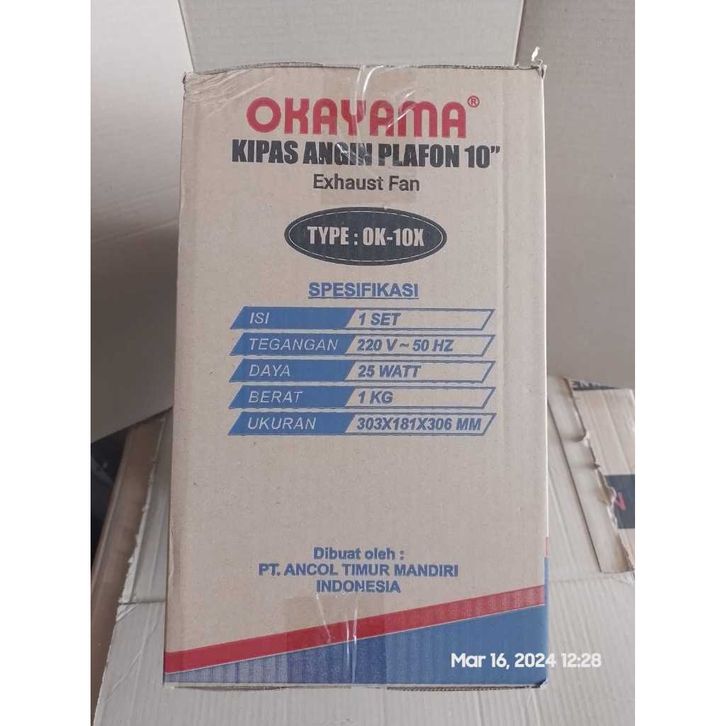 OKAYAMA®
KIPAS ANGIN PLAFON 10”
Exhaust Fan
TYPE : OK-10X
SPESIFIKASI
ISI 1 SET
TEGANGAN 220 V ~ 50 HZ
DAYA 25 WATT
BERAT 1 KG
UKURAN 303X181X306 MM
Dibuat oleh :
PT. ANCOL TIMUR MANDIRI
INDONESIA
Mar 16, 2024 12:28